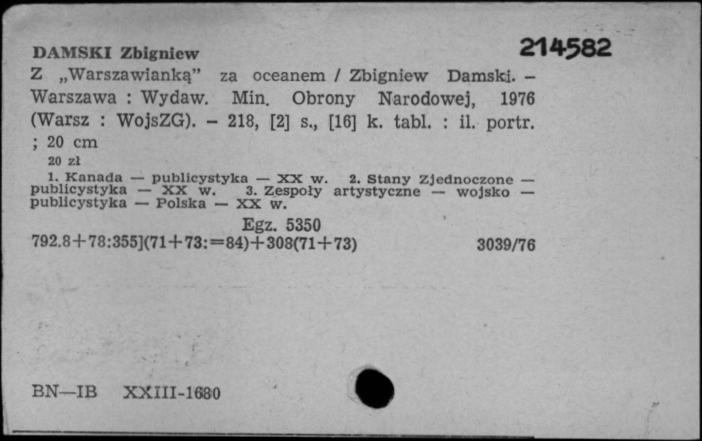 214582
DAMSKI Zbigniew
Z „Warszawianką” za oceanem / Zbigniew Damski. —
Warszawa : Wydaw. Min. Obrony Narodowej, 1976
(Warsz : WojsZG). — 218, [2] s., [16] k. tabl. : il. portr.
; 20 cm
20 zł
1. Kanada — publicystyka — XX w. 2. Stany Zjednoczone —
publicystyka — XX w. 3. Zespoły artystyczne — wojsko —
publicystyka — Polska — XX w.
Egz. 5350
792.8+78:355](71+73:=84)+308(71+73) 3039/76
BN—IB XXIII-1680